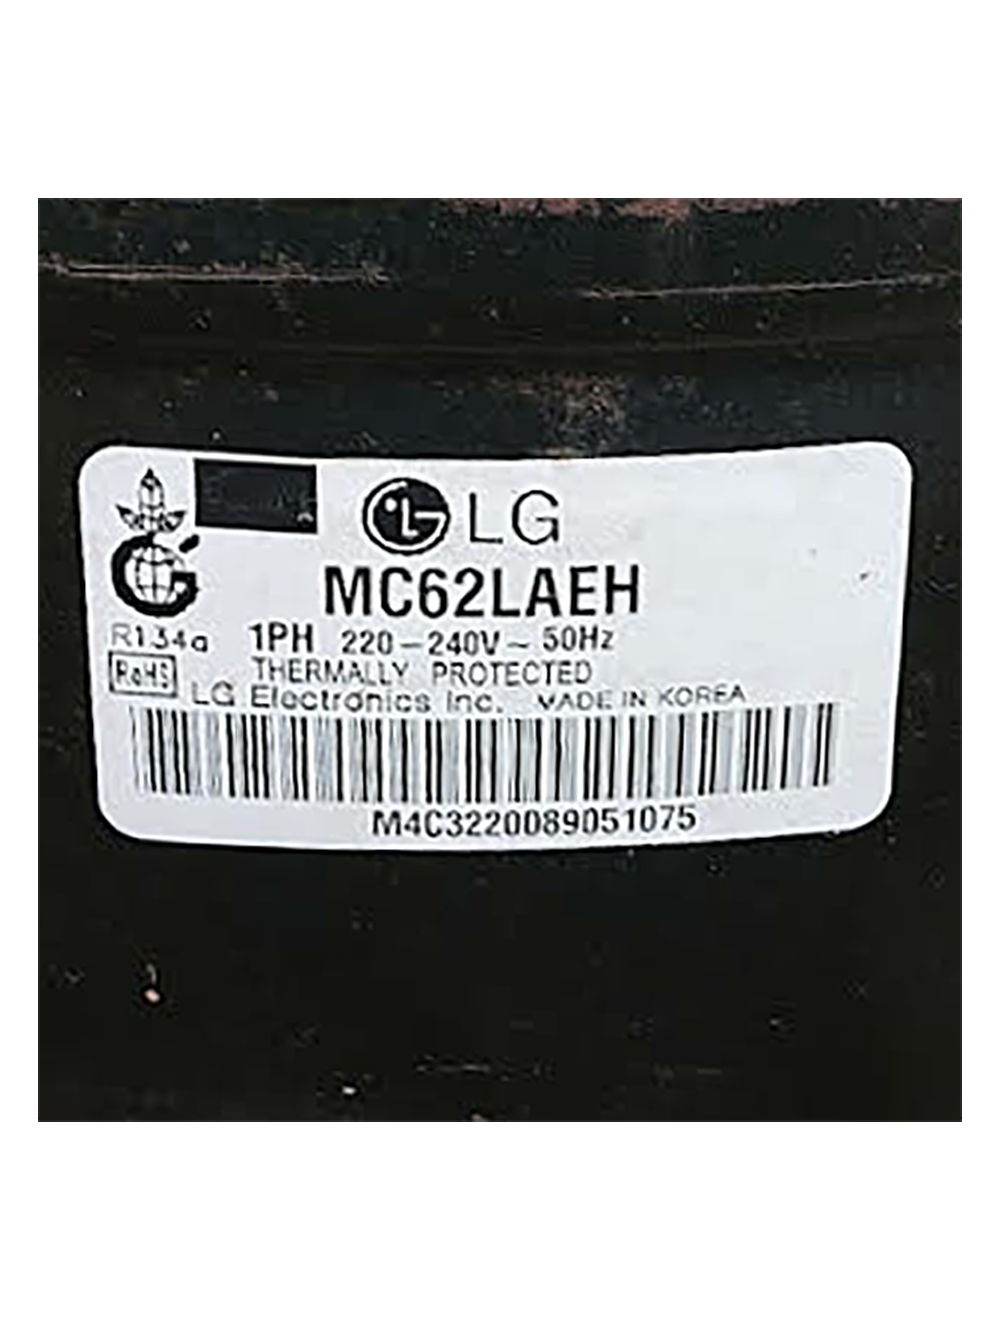 LG
MC62LAEH
R134a 1PH 220-240V~ 50Hz
THERMALLY PROTECTED
RoHS LG Electronics Inc. MADE IN KOREA
M4C3220089051075